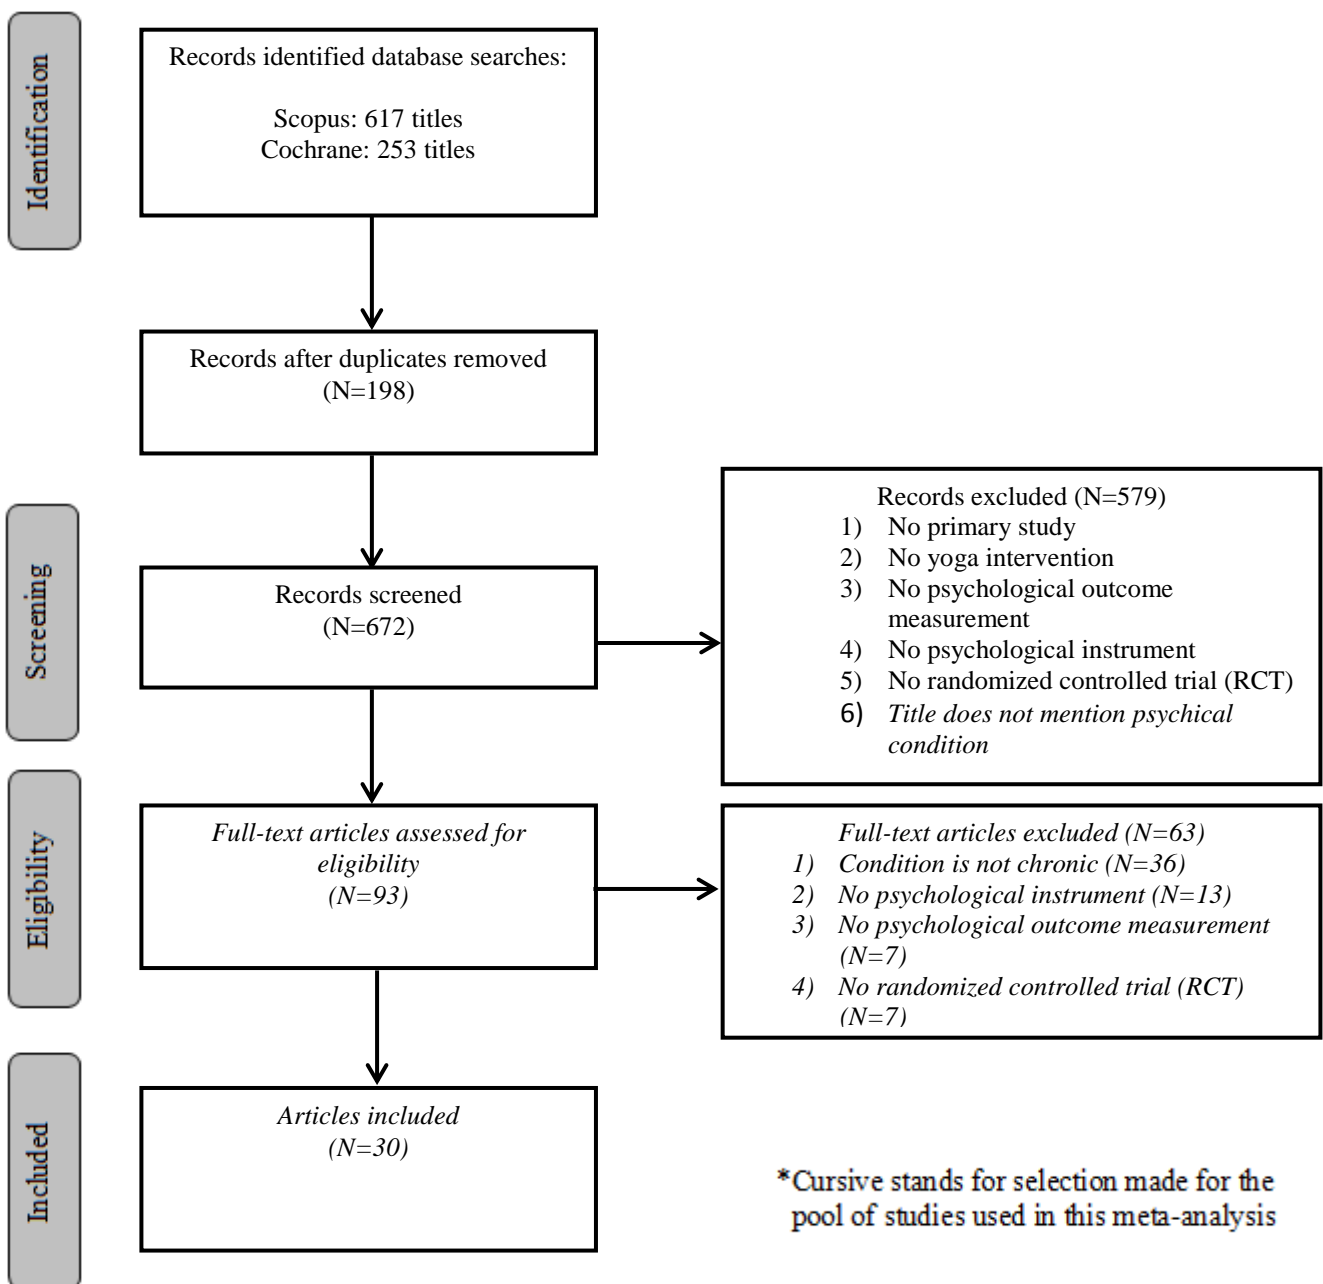 Identification
Records identified database searches:
Scopus: 617 titles
Cochrane: 253 titles
Records after duplicates removed
(N=198)
Screening
Records screened
(N=672)
Records excluded (N=579)
1) No primary study
2) No yoga intervention
3) No psychological outcome
measurement
4) No psychological instrument
5) No randomized controlled trial (RCT)
6) Title does not mention psychical
condition
Eligibility
Full-text articles assessed for
eligibility
(N=93)
Full-text articles excluded (N=63)
1) Condition is not chronic (N=36)
2) No psychological instrument (N=13)
3) No psychological outcome measurement
(N=7)
4) No randomized controlled trial (RCT)
(N=7)
Included
Articles included
(N=30)
*Cursive stands for selection made for the
pool of studies used in this meta-analysis